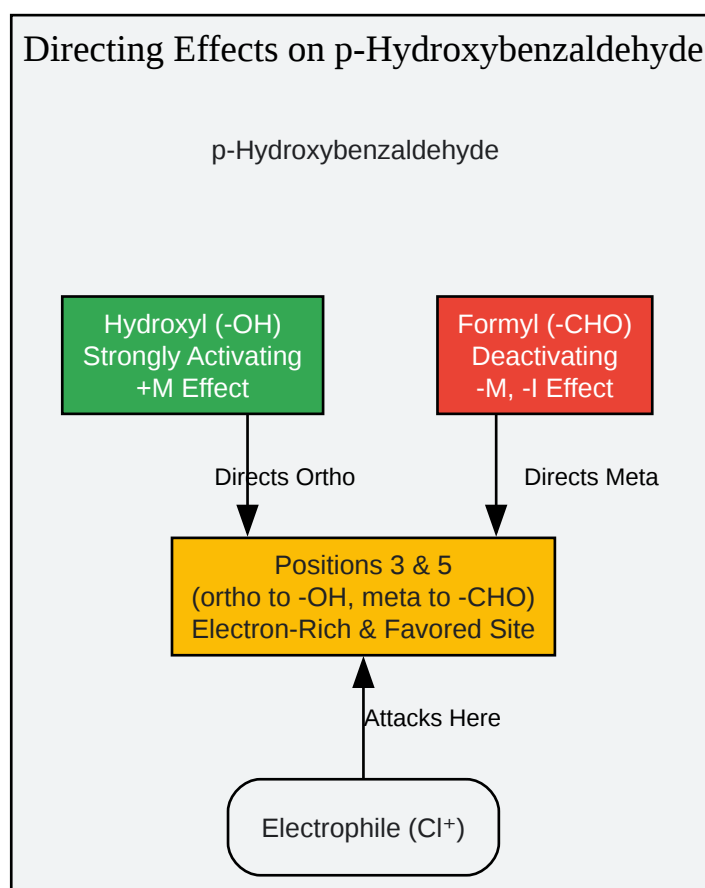 Directing Effects on p-Hydroxybenzaldehyde
p-Hydroxybenzaldehyde
Hydroxyl (-OH)
Strongly Activating
+M Effect
Formyl (-CHO)
Deactivating
-M, -I Effect
Directs Ortho
Directs Meta
Positions 3 & 5
(ortho to -OH, meta to -CHO)
Electron-Rich & Favored Site
Attacks Here
Electrophile (Cl⁺)